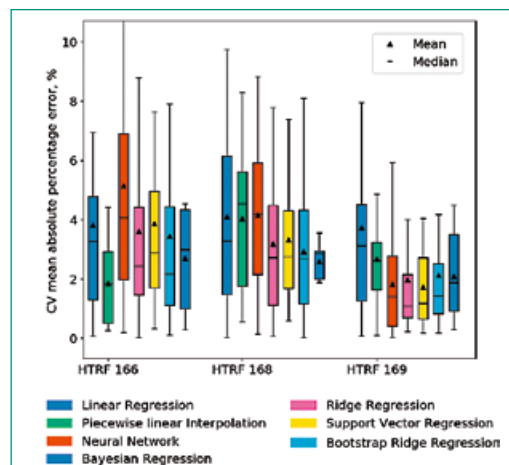 CV mean absolute percentage error, %
10
8
6
4
2
0
Mean
Median
HTRF 166
HTRF 168
HTRF 169
Linear Regression
Piecewise linear Interpolation
Neural Network
Bayesian Regression
Ridge Regression
Support Vector Regression
Bootstrap Ridge Regression